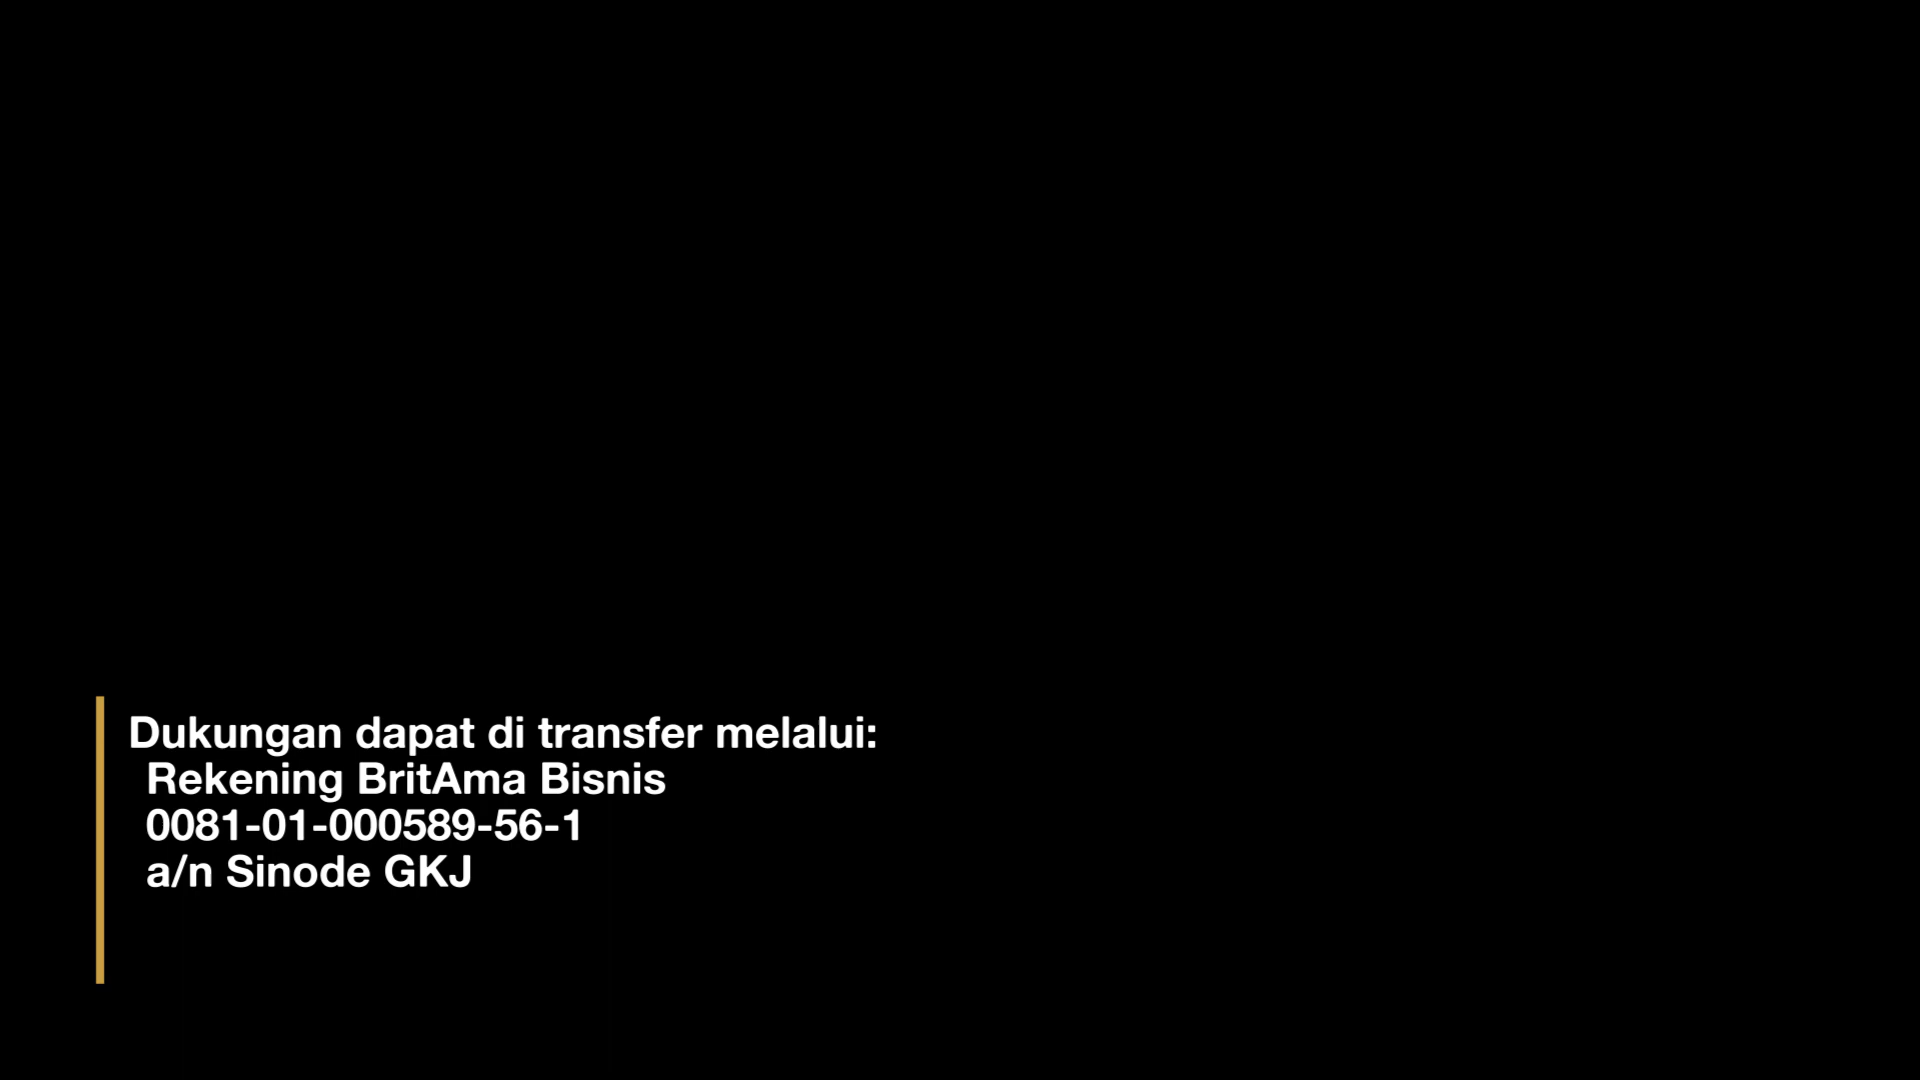 Dukungan dapat di transfer melalui:
Rekening BritAma Bisnis
0081-01-000589-56-1
a/n Sinode GKJ